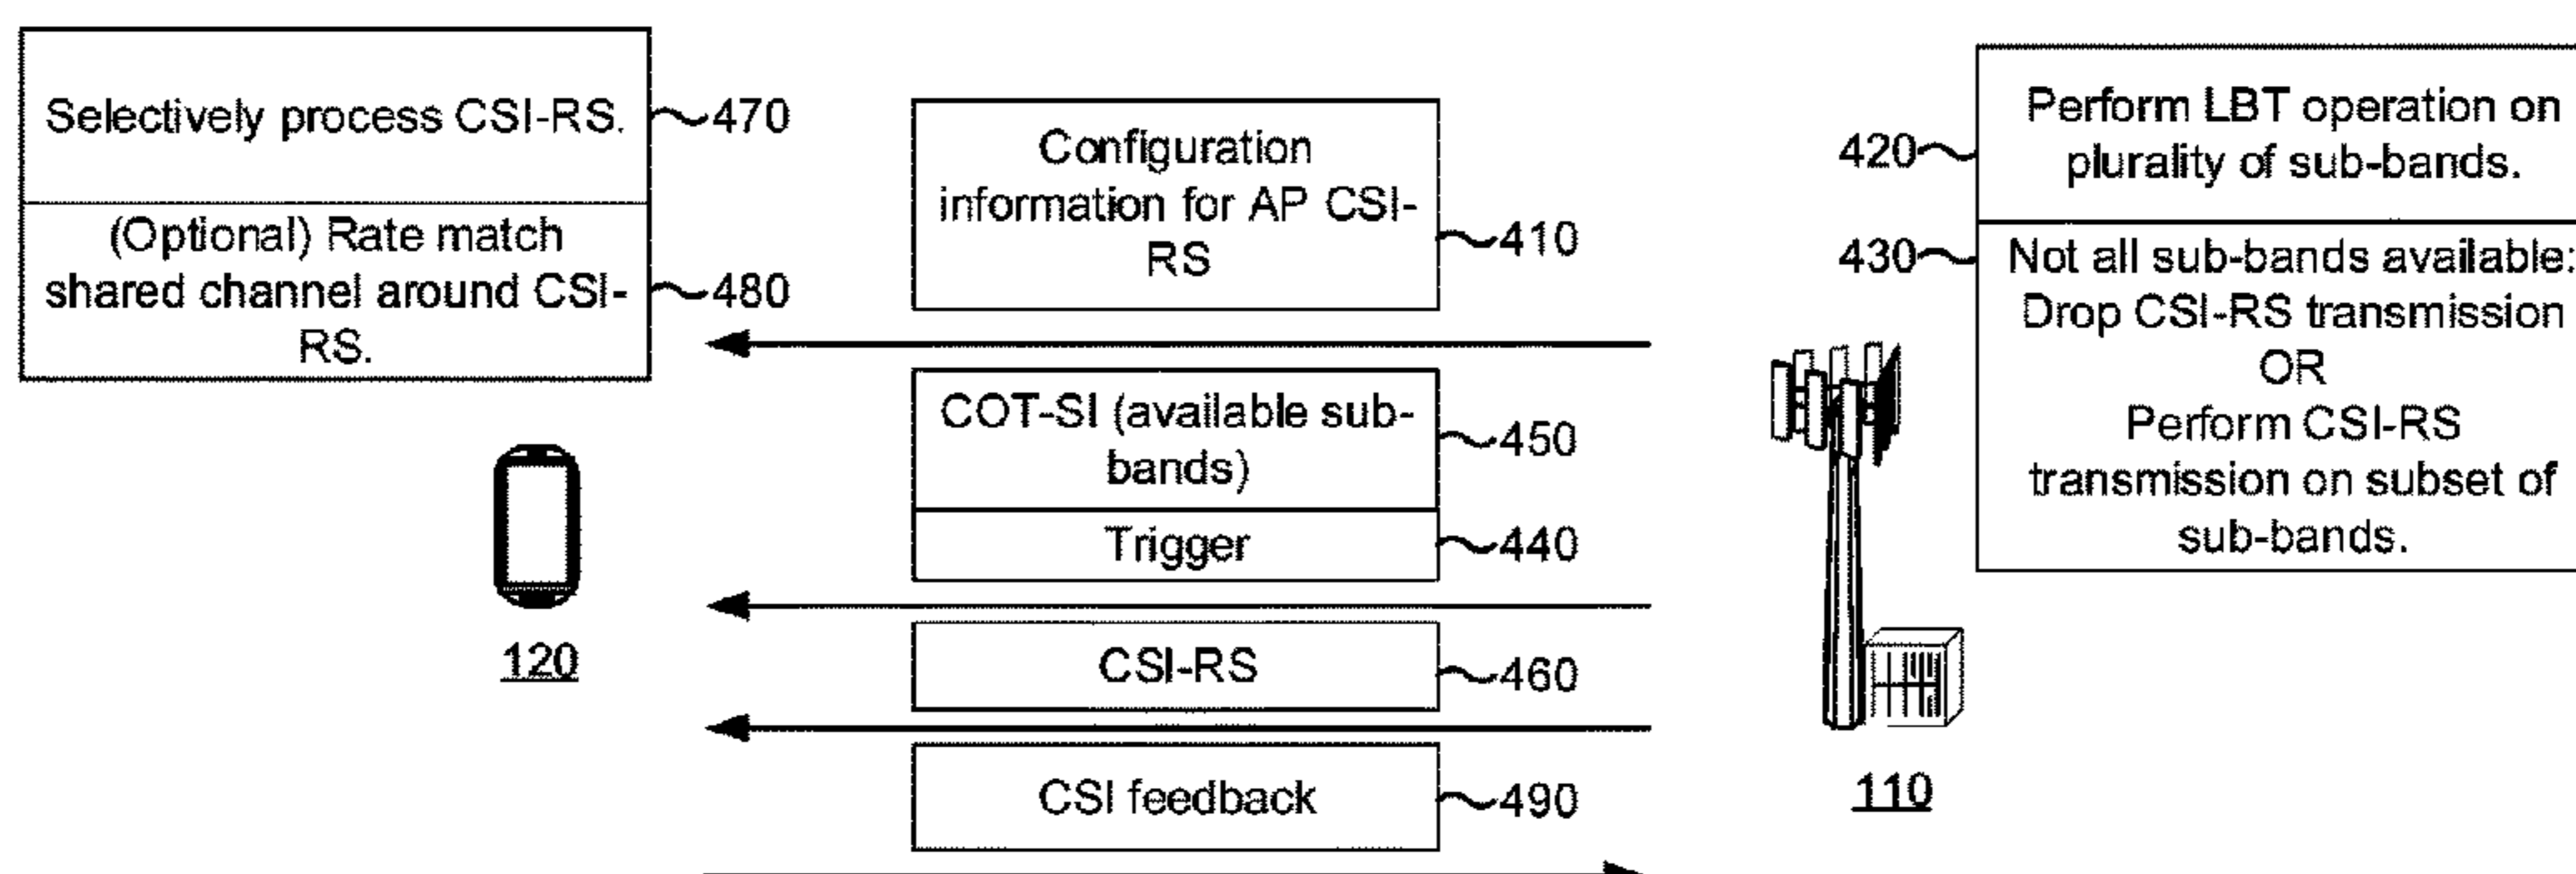 Selectively process CSI-RS.
470
(Optional) Rate match
shared channel around CSI-
RS.
480
120
Configuration
information for AP CSI-
RS
410
COT-SI (available sub-
bands)
450
Trigger
440
CSI-RS
460
CSI feedback
490
110
420
Perform LBT operation on
plurality of sub-bands.
430
Not all sub-bands available:
Drop CSI-RS transmission
OR
Perform CSI-RS
transmission on subset of
sub-bands.